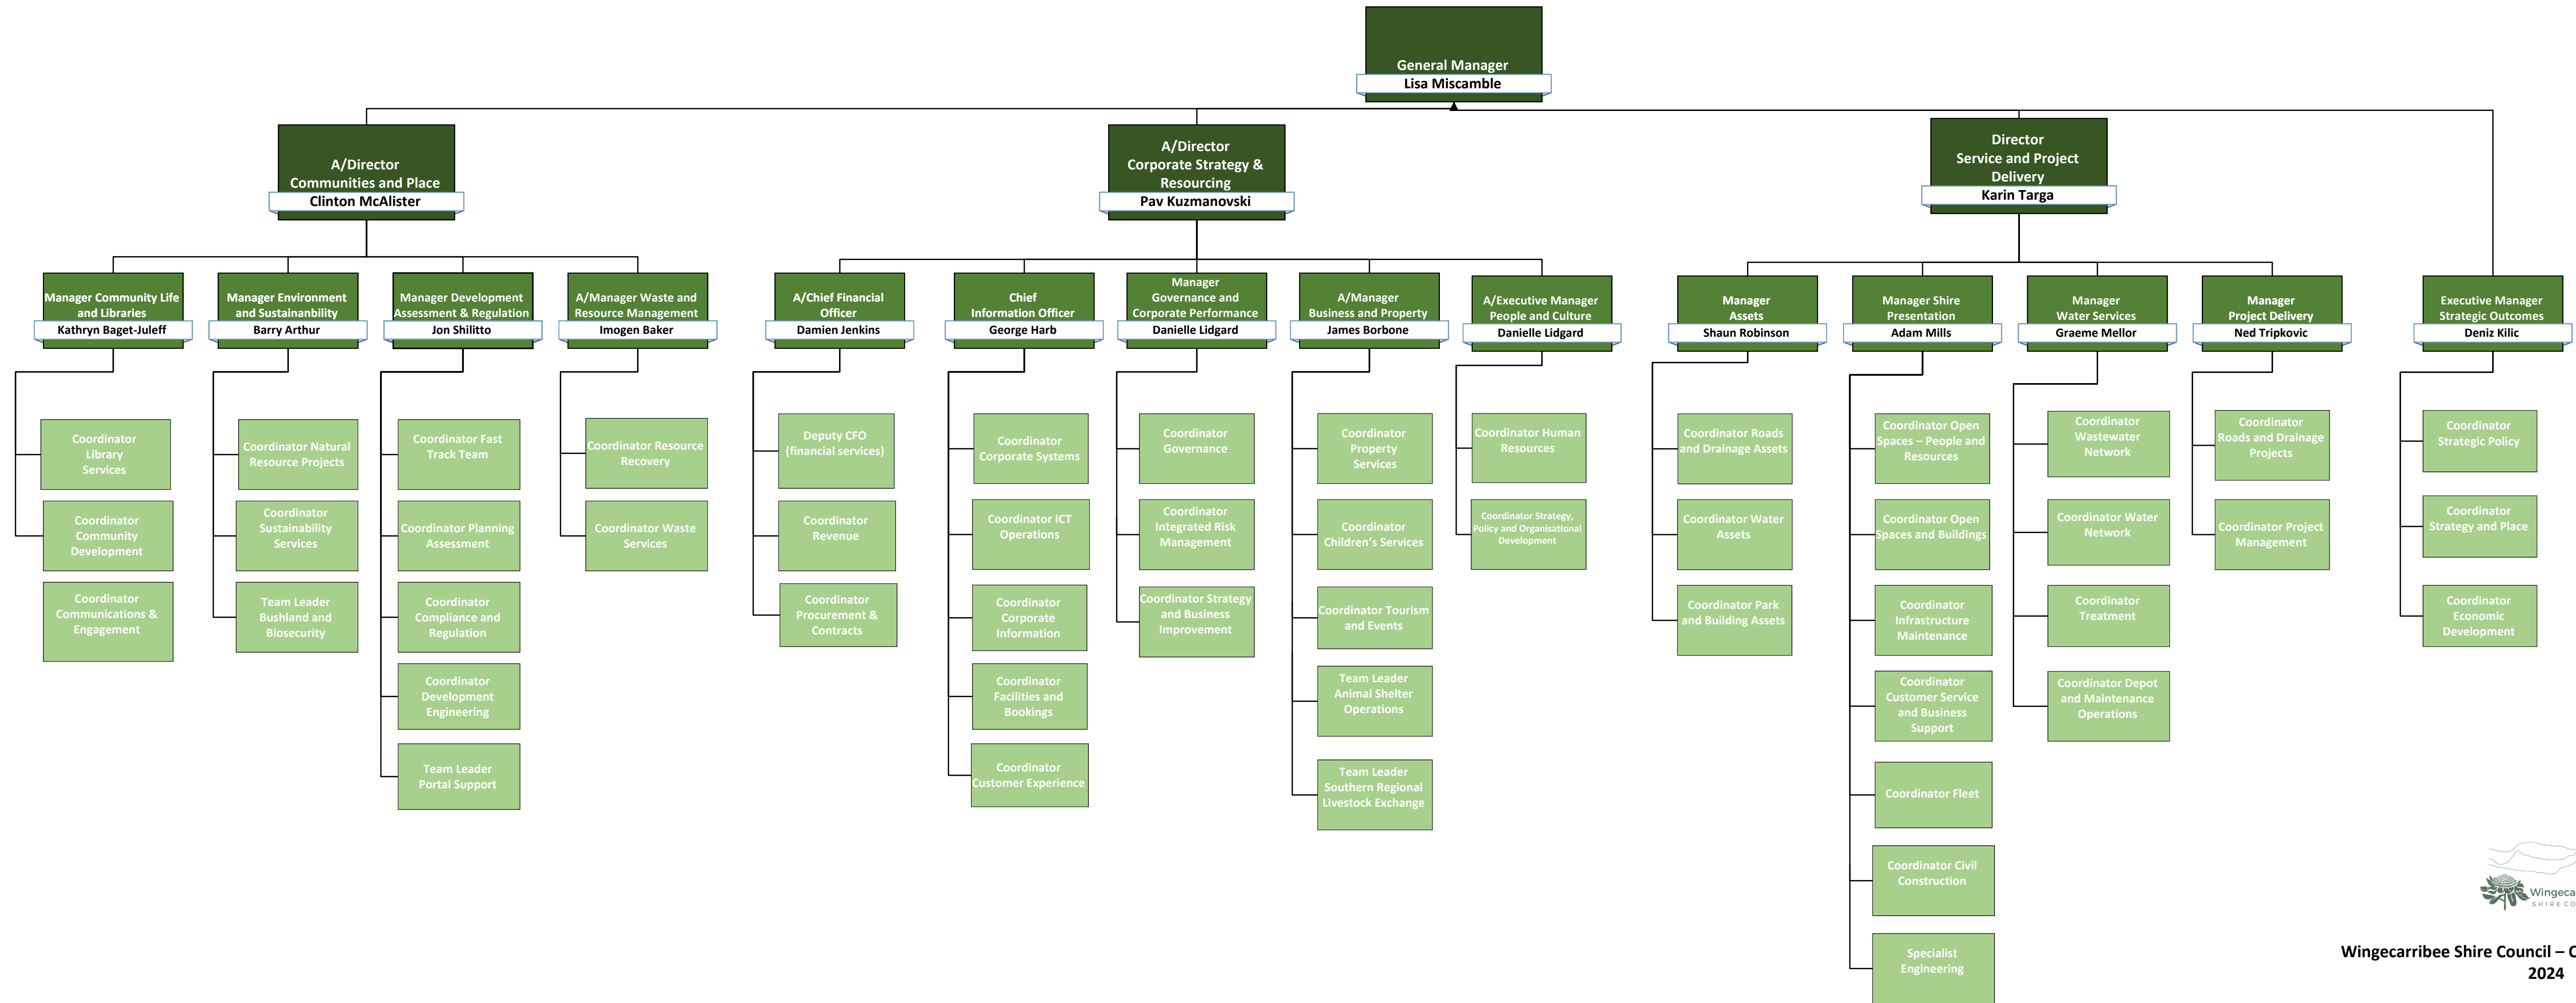 General Manager
Lisa Miscamble
A/Director
Communities and Place
Clinton McAlister
A/Director
Corporate Strategy &
Resourcing
Pav Kuzmanovski
Director
Service and Project
Delivery
Karin Targa
Manager Community Life
and Libraries
Kathryn Baget-Juleff
Manager Environment
and Sustainanbility
Barry Arthur
Manager Development
Assessment & Regulation
Jon Shilitto
A/Manager Waste and
Resource Management
Imogen Baker
A/Chief Financial
Officer
Damien Jenkins
Chief
Information Officer
George Harb
Manager
Governance and
Corporate Performance
Danielle Lidgard
A/Manager
Business and Property
James Borbone
A/Executive Manager
People and Culture
Danielle Lidgard
Manager
Assets
Shaun Robinson
Manager Shire
Presentation
Adam Mills
Manager
Water Services
Graeme Mellor
Manager
Project Delivery
Ned Tripkovic
Executive Manager
Strategic Outcomes
Deniz Kilic
Coordinator
Library
Services
Coordinator
Community
Development
Coordinator
Communications &
Engagement
Coordinator Natural
Resource Projects
Coordinator
Sustainability
Services
Team Leader
Bushland and
Biosecurity
Coordinator Fast
Track Team
Coordinator Planning
Assessment
Coordinator
Compliance and
Regulation
Coordinator
Development
Engineering
Team Leader
Portal Support
Coordinator Resource
Recovery
Coordinator Waste
Services
Deputy CFO
(financial services)
Coordinator
Revenue
Coordinator
Procurement &
Contracts
Coordinator
Corporate Systems
Coordinator ICT
Operations
Coordinator
Corporate
Information
Coordinator
Facilities and
Bookings
Coordinator
Customer Experience
Coordinator
Governance
Coordinator
Integrated Risk
Management
Coordinator Strategy
and Business
Improvement
Coordinator
Property
Services
Coordinator
Children's Services
Coordinator Tourism
and Events
Team Leader
Animal Shelter
Operations
Team Leader
Southern Regional
Livestock Exchange
Coordinator Human
Resources
Coordinator Strategy,
Policy and Organisational
Development
Coordinator Roads
and Drainage Assets
Coordinator Water
Assets
Coordinator Park
and Building Assets
Coordinator Open
Spaces – People and
Resources
Coordinator Open
Spaces and Buildings
Coordinator
Infrastructure
Maintenance
Coordinator
Customer Service
and Business
Support
Coordinator Fleet
Coordinator Civil
Construction
Specialist
Engineering
Coordinator
Wastewater
Network
Coordinator Water
Network
Coordinator
Treatment
Coordinator Depot
and Maintenance
Operations
Coordinator
Roads and Drainage
Projects
Coordinator Project
Management
Coordinator
Strategic Policy
Coordinator
Strategy and Place
Coordinator
Economic
Development
SHIRE
Wingecarribee Shire Council –
2024